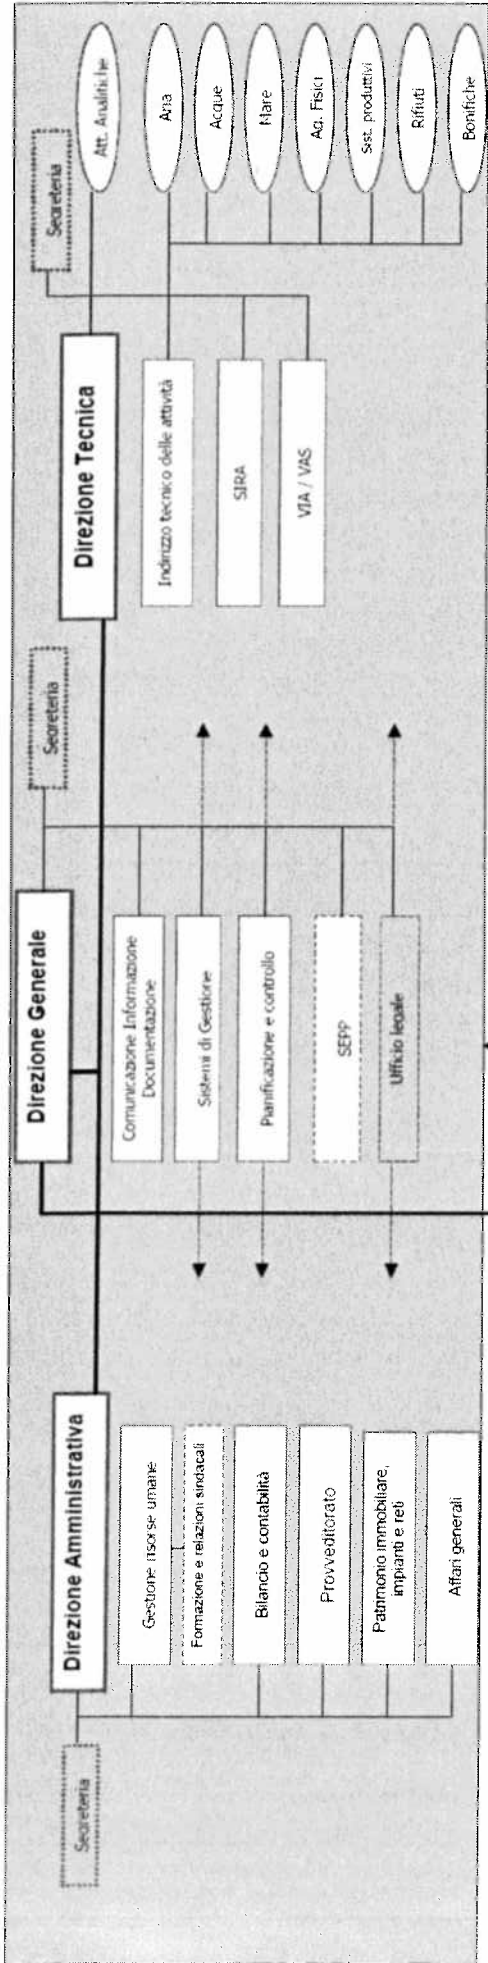 Direzione Generale
Segreteria
Direzione Amministrativa
Segreteria
Direzione Tecnica
Segreteria
Gestione risorse umane
Formazione e relazioni sindacali
Bilancio e contabilità
Provveditorato
Patrimonio immobiliare,
impianti e reti
Affari generali
Comunicazione Informazione
Documentazione
Sistemi di Gestione
Pianificazione e controllo
SEPP
Ufficio legale
Indirizzo tecnico delle attività
SIRA
VIA / VAS
Att. Analitiche
Aria
Acque
Mare
Ag. Fisici
Sist. produttivi
Rifiuti
Bonifiche